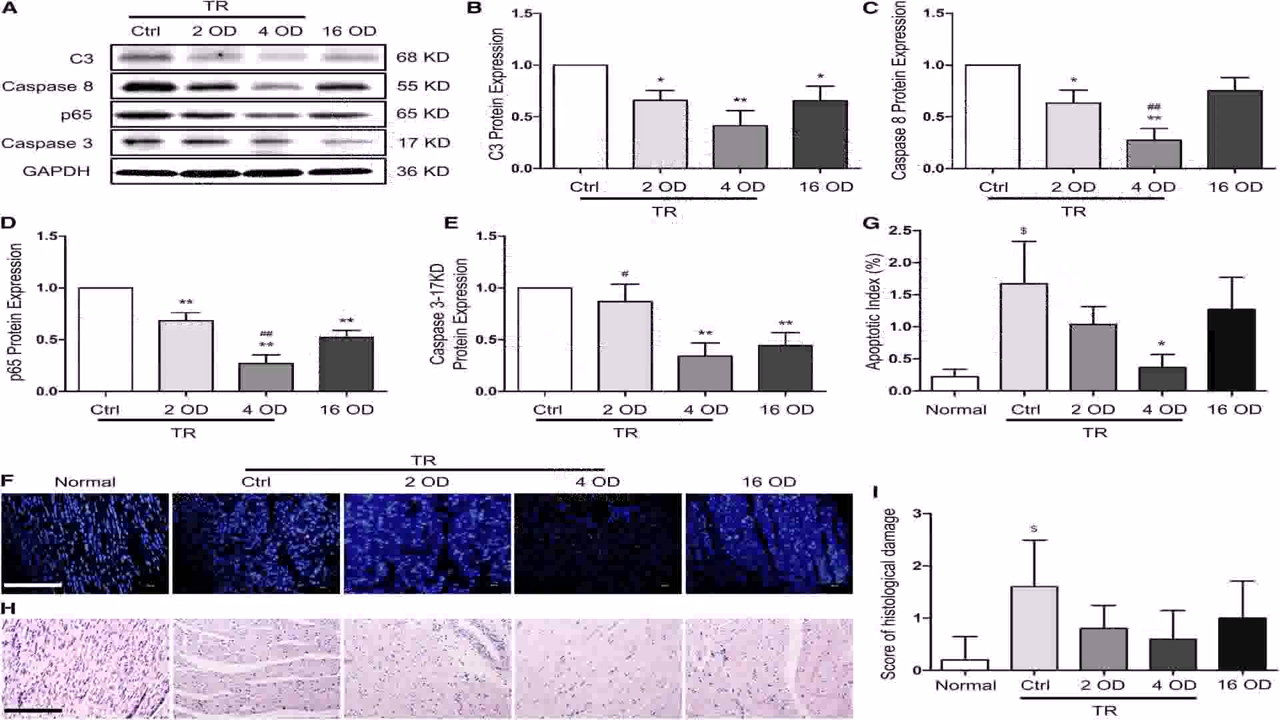 A
TR
Ctrl 2 OD 4 OD 16 OD
C3 68 KD
Caspase 8 55 KD
p65 65 KD
Caspase 3 17 KD
GAPDH 36 KD
B
C3 Protein Expression
1.5
1.0
0.5
0.0
* ** *
Ctrl 2 OD 4 OD 16 OD
TR
C
Caspase 8 Protein Expression
1.5
1.0
0.5
0.0
*
##
**
Ctrl 2 OD 4 OD 16 OD
TR
D
p65 Protein Expression
1.5
1.0
0.5
0.0
**
##
**
**
Ctrl 2 OD 4 OD 16 OD
TR
E
Caspase 3-17KD
Protein Expression
1.5
1.0
0.5
0.0
#
** **
Ctrl 2 OD 4 OD 16 OD
TR
G
Apoptotic Index (%)
2.5
2.0
1.5
1.0
0.5
0.0
$
*
Normal Ctrl 2 OD 4 OD 16 OD
TR
F
TR
Normal Ctrl 2 OD 4 OD 16 OD
H
I
Score of histological damage
3
2
1
0
$
Normal Ctrl 2 OD 4 OD 16 OD
TR